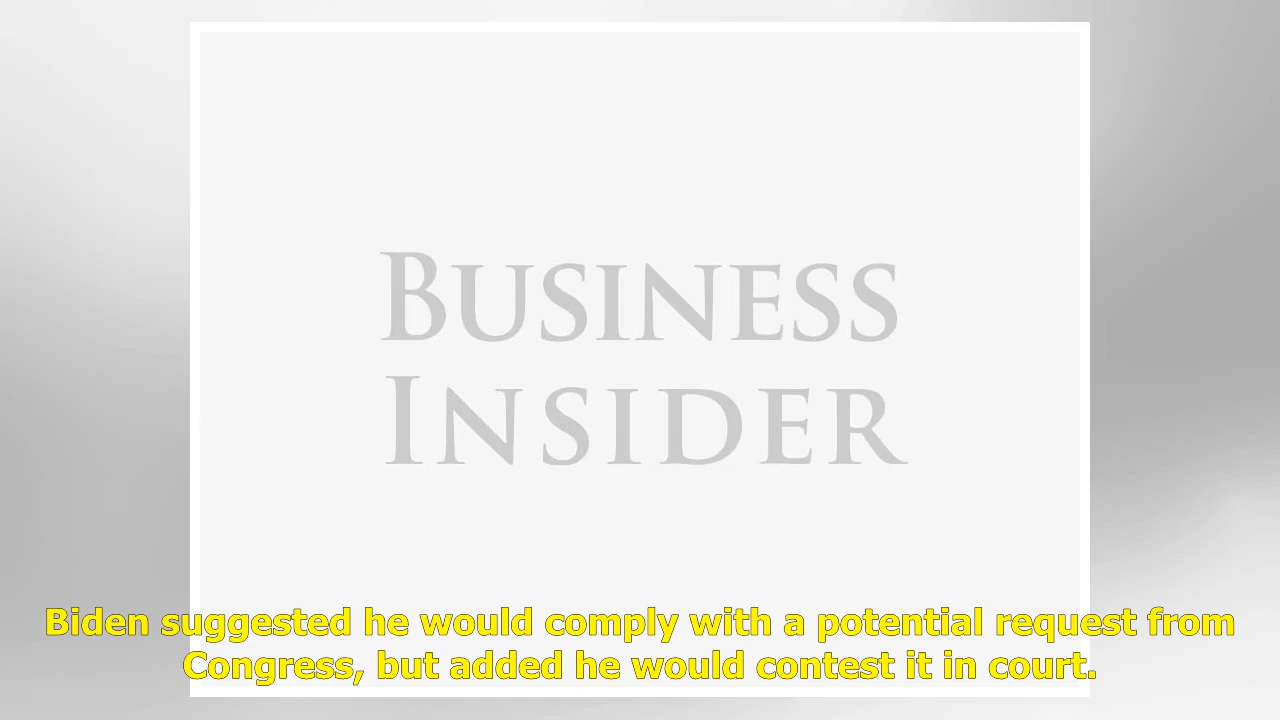 BUSINESS
INSIDER
Biden suggested he would comply with a potential request from
Congress, but added he would contest it in court.